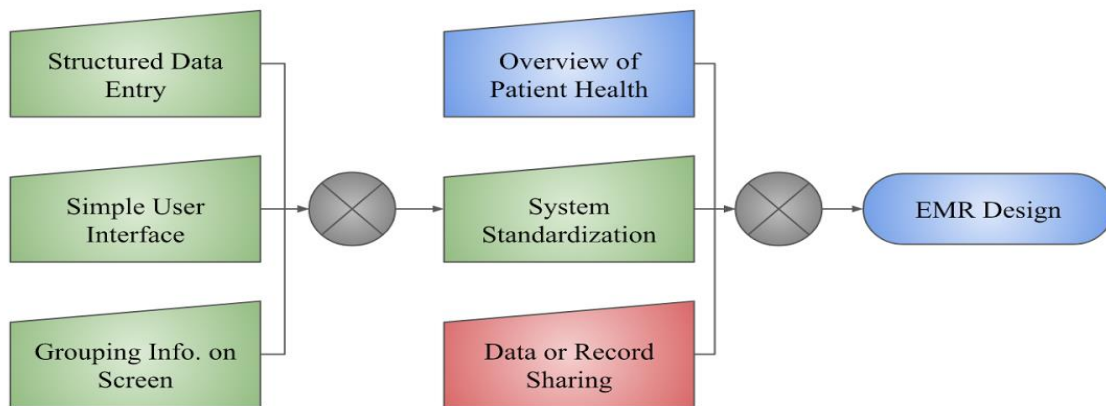 Structured Data
Entry
Overview of
Patient Health
Simple User
Interface
System
Standardization
EMR Design
Grouping Info. on
Screen
Data or Record
Sharing